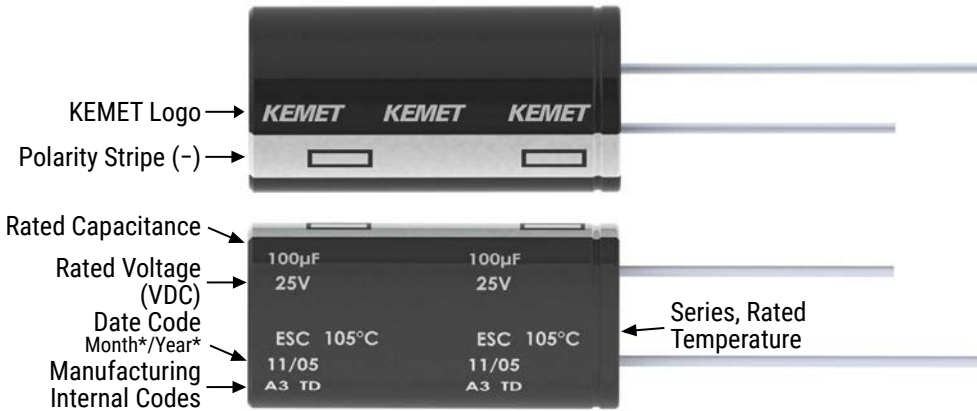 KEMET Logo
KEMET KEMET KEMET
Polarity Stripe (−)
Rated Capacitance
100µF 100µF
Rated Voltage
(VDC)
25V 25V
Date Code
Month*/Year*
ESC 105°C ESC 105°C
11/05 11/05
Manufacturing
Internal Codes
A3 TD A3 TD
Series, Rated
Temperature